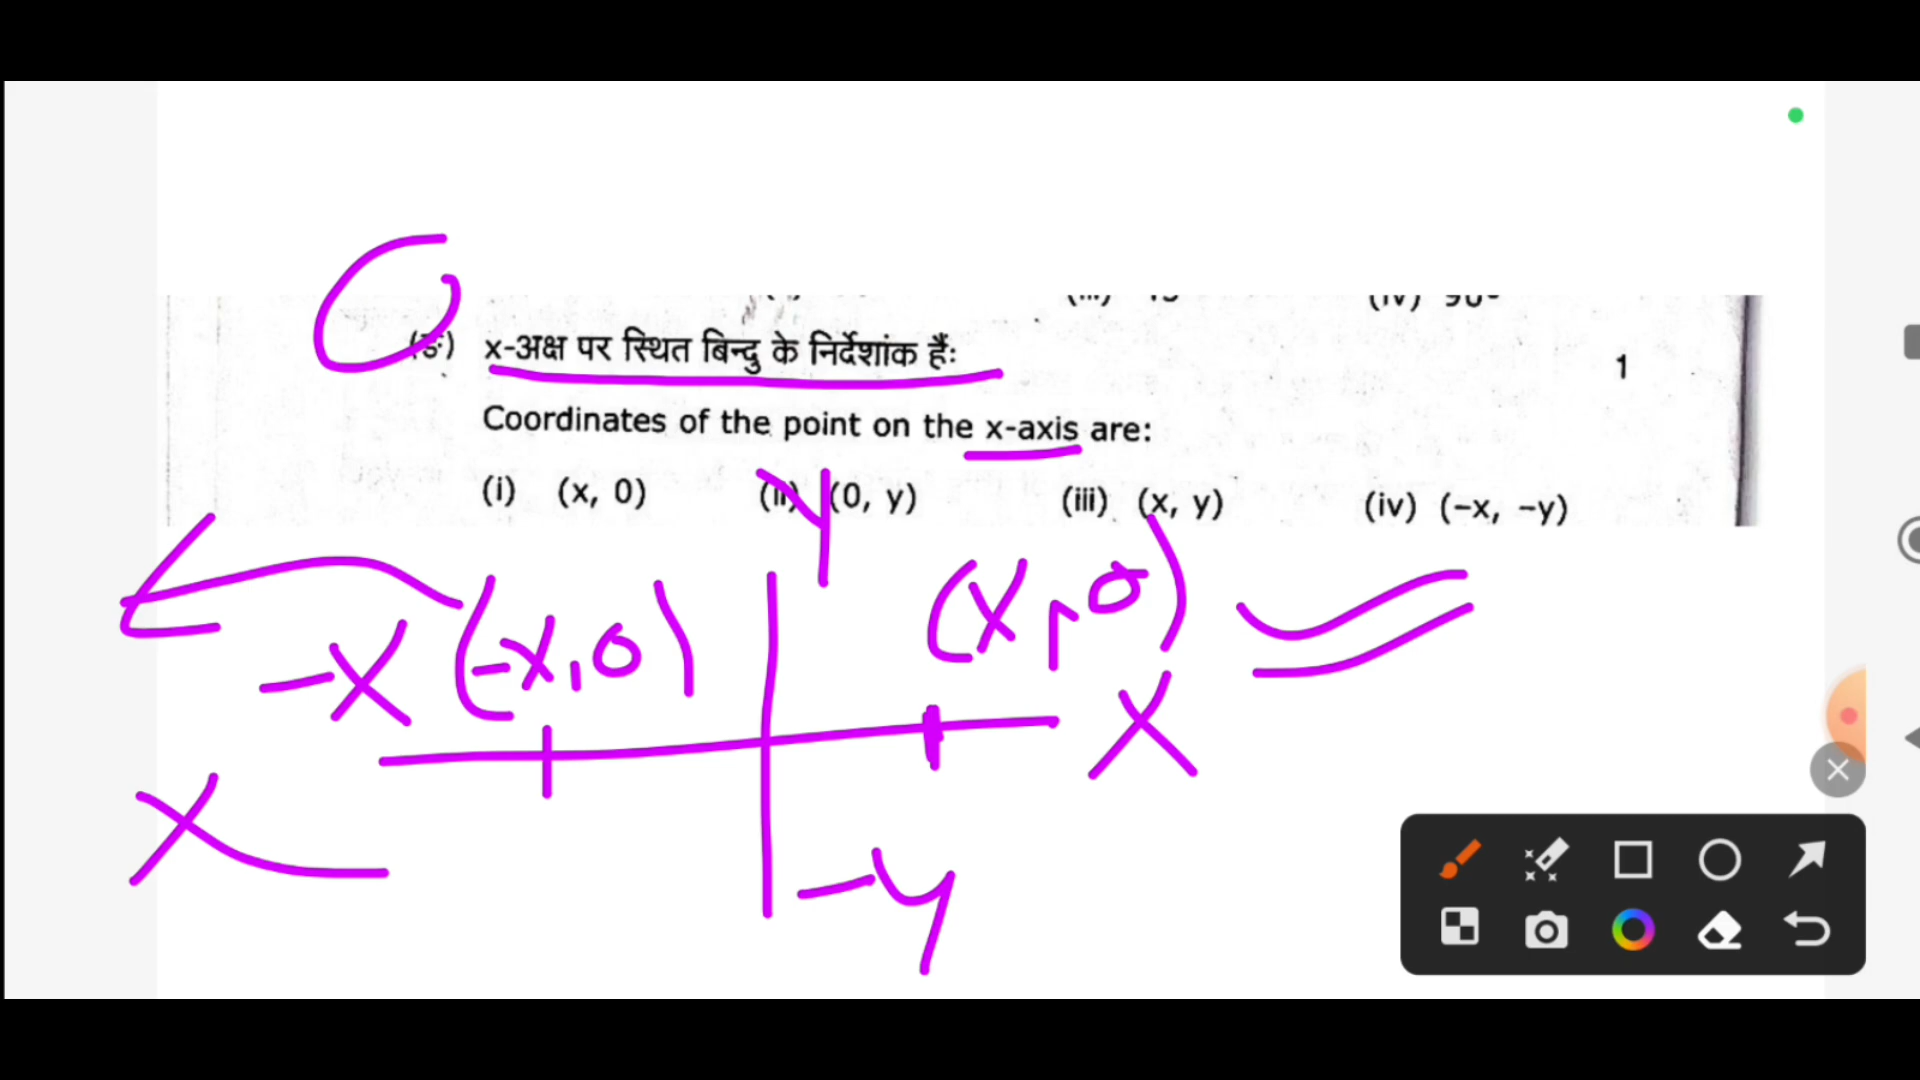 (ङ) x-अक्ष पर स्थित बिन्दु के निर्देशांक हैं: 1
Coordinates of the point on the x-axis are:
(i) (x, 0) (ii) (0, y) (iii) (x, y) (iv) (-x, -y)
y
(x, 0)
-x (-x, 0)
x
x
-y